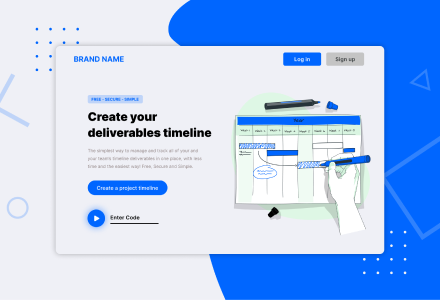 BRAND NAME
Log in
Sign up
FREE - SECURE - SIMPLE
Create your
deliverables timeline
The simplest way to manage and track all of your and
your teams timeline deliverables in one place, with less
time and the easiest ways. Free, Secure and Simple.
Create a project timeline
Enter Code